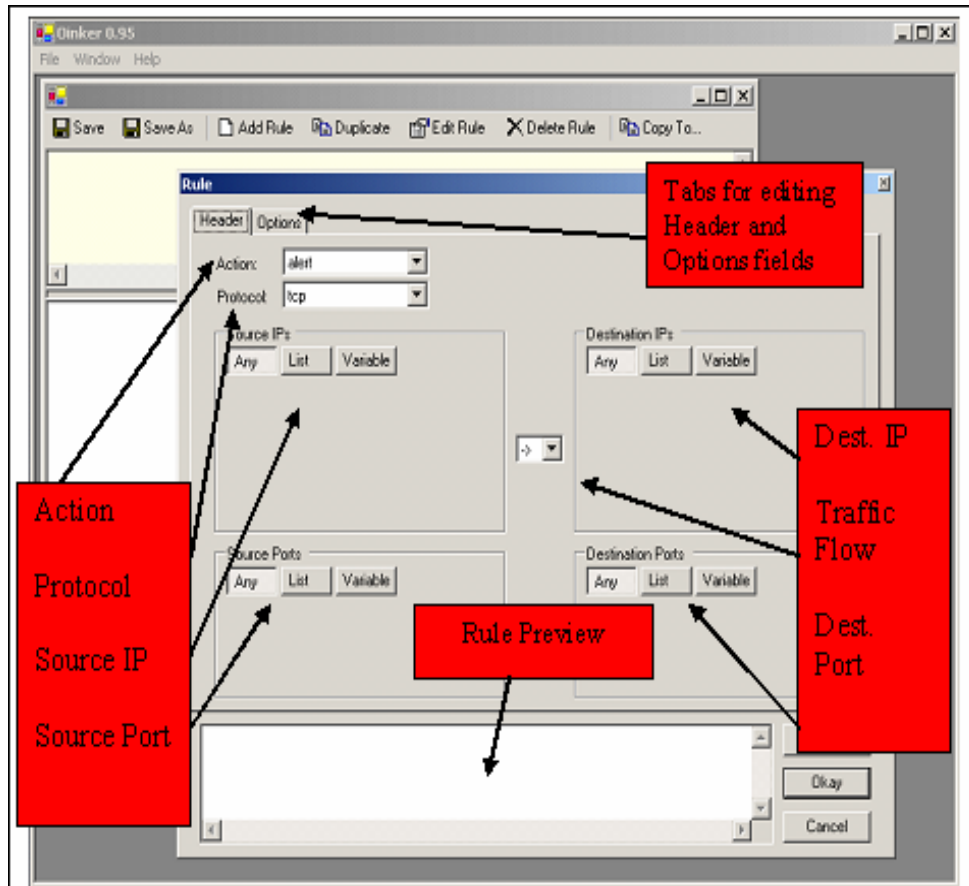 Oinker 0.95
File Window Help
Save Save As Add Rule Duplicate Edit Rule Delete Rule Copy To...
Rule
Tabs for editing
Header and
Options fields
Header Options
Action: alert
Protocol: tcp
Source IPs
Any List Variable
Destination IPs
Any List Variable
->
Source Ports
Any List Variable
Destination Ports
Any List Variable
Action
Protocol
Source IP
Source Port
Dest. IP
Traffic
Flow
Dest.
Port
Rule Preview
Okay
Cancel